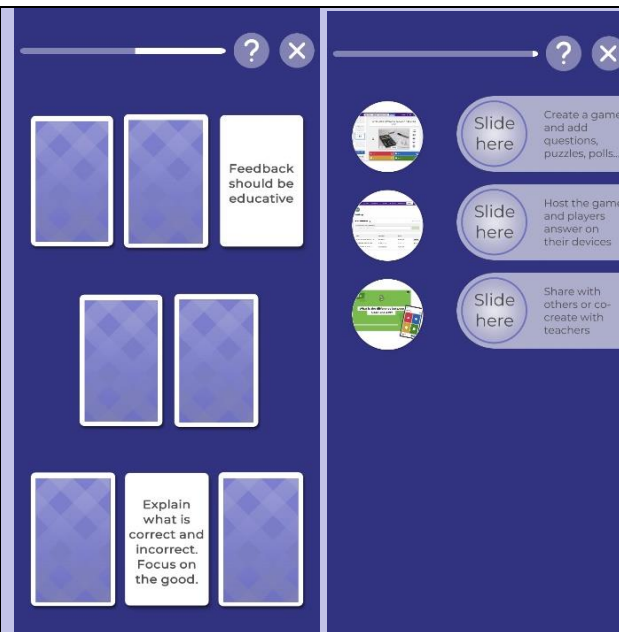 ?
Feedback
should be
educative
Explain
what is
correct and
incorrect.
Focus on
the good.
?
Slide
here
Create a game
and add
questions,
puzzles, polls...
Slide
here
Host the game
and players
answer on
their devices
Slide
here
Share with
others or co-
create with
teachers